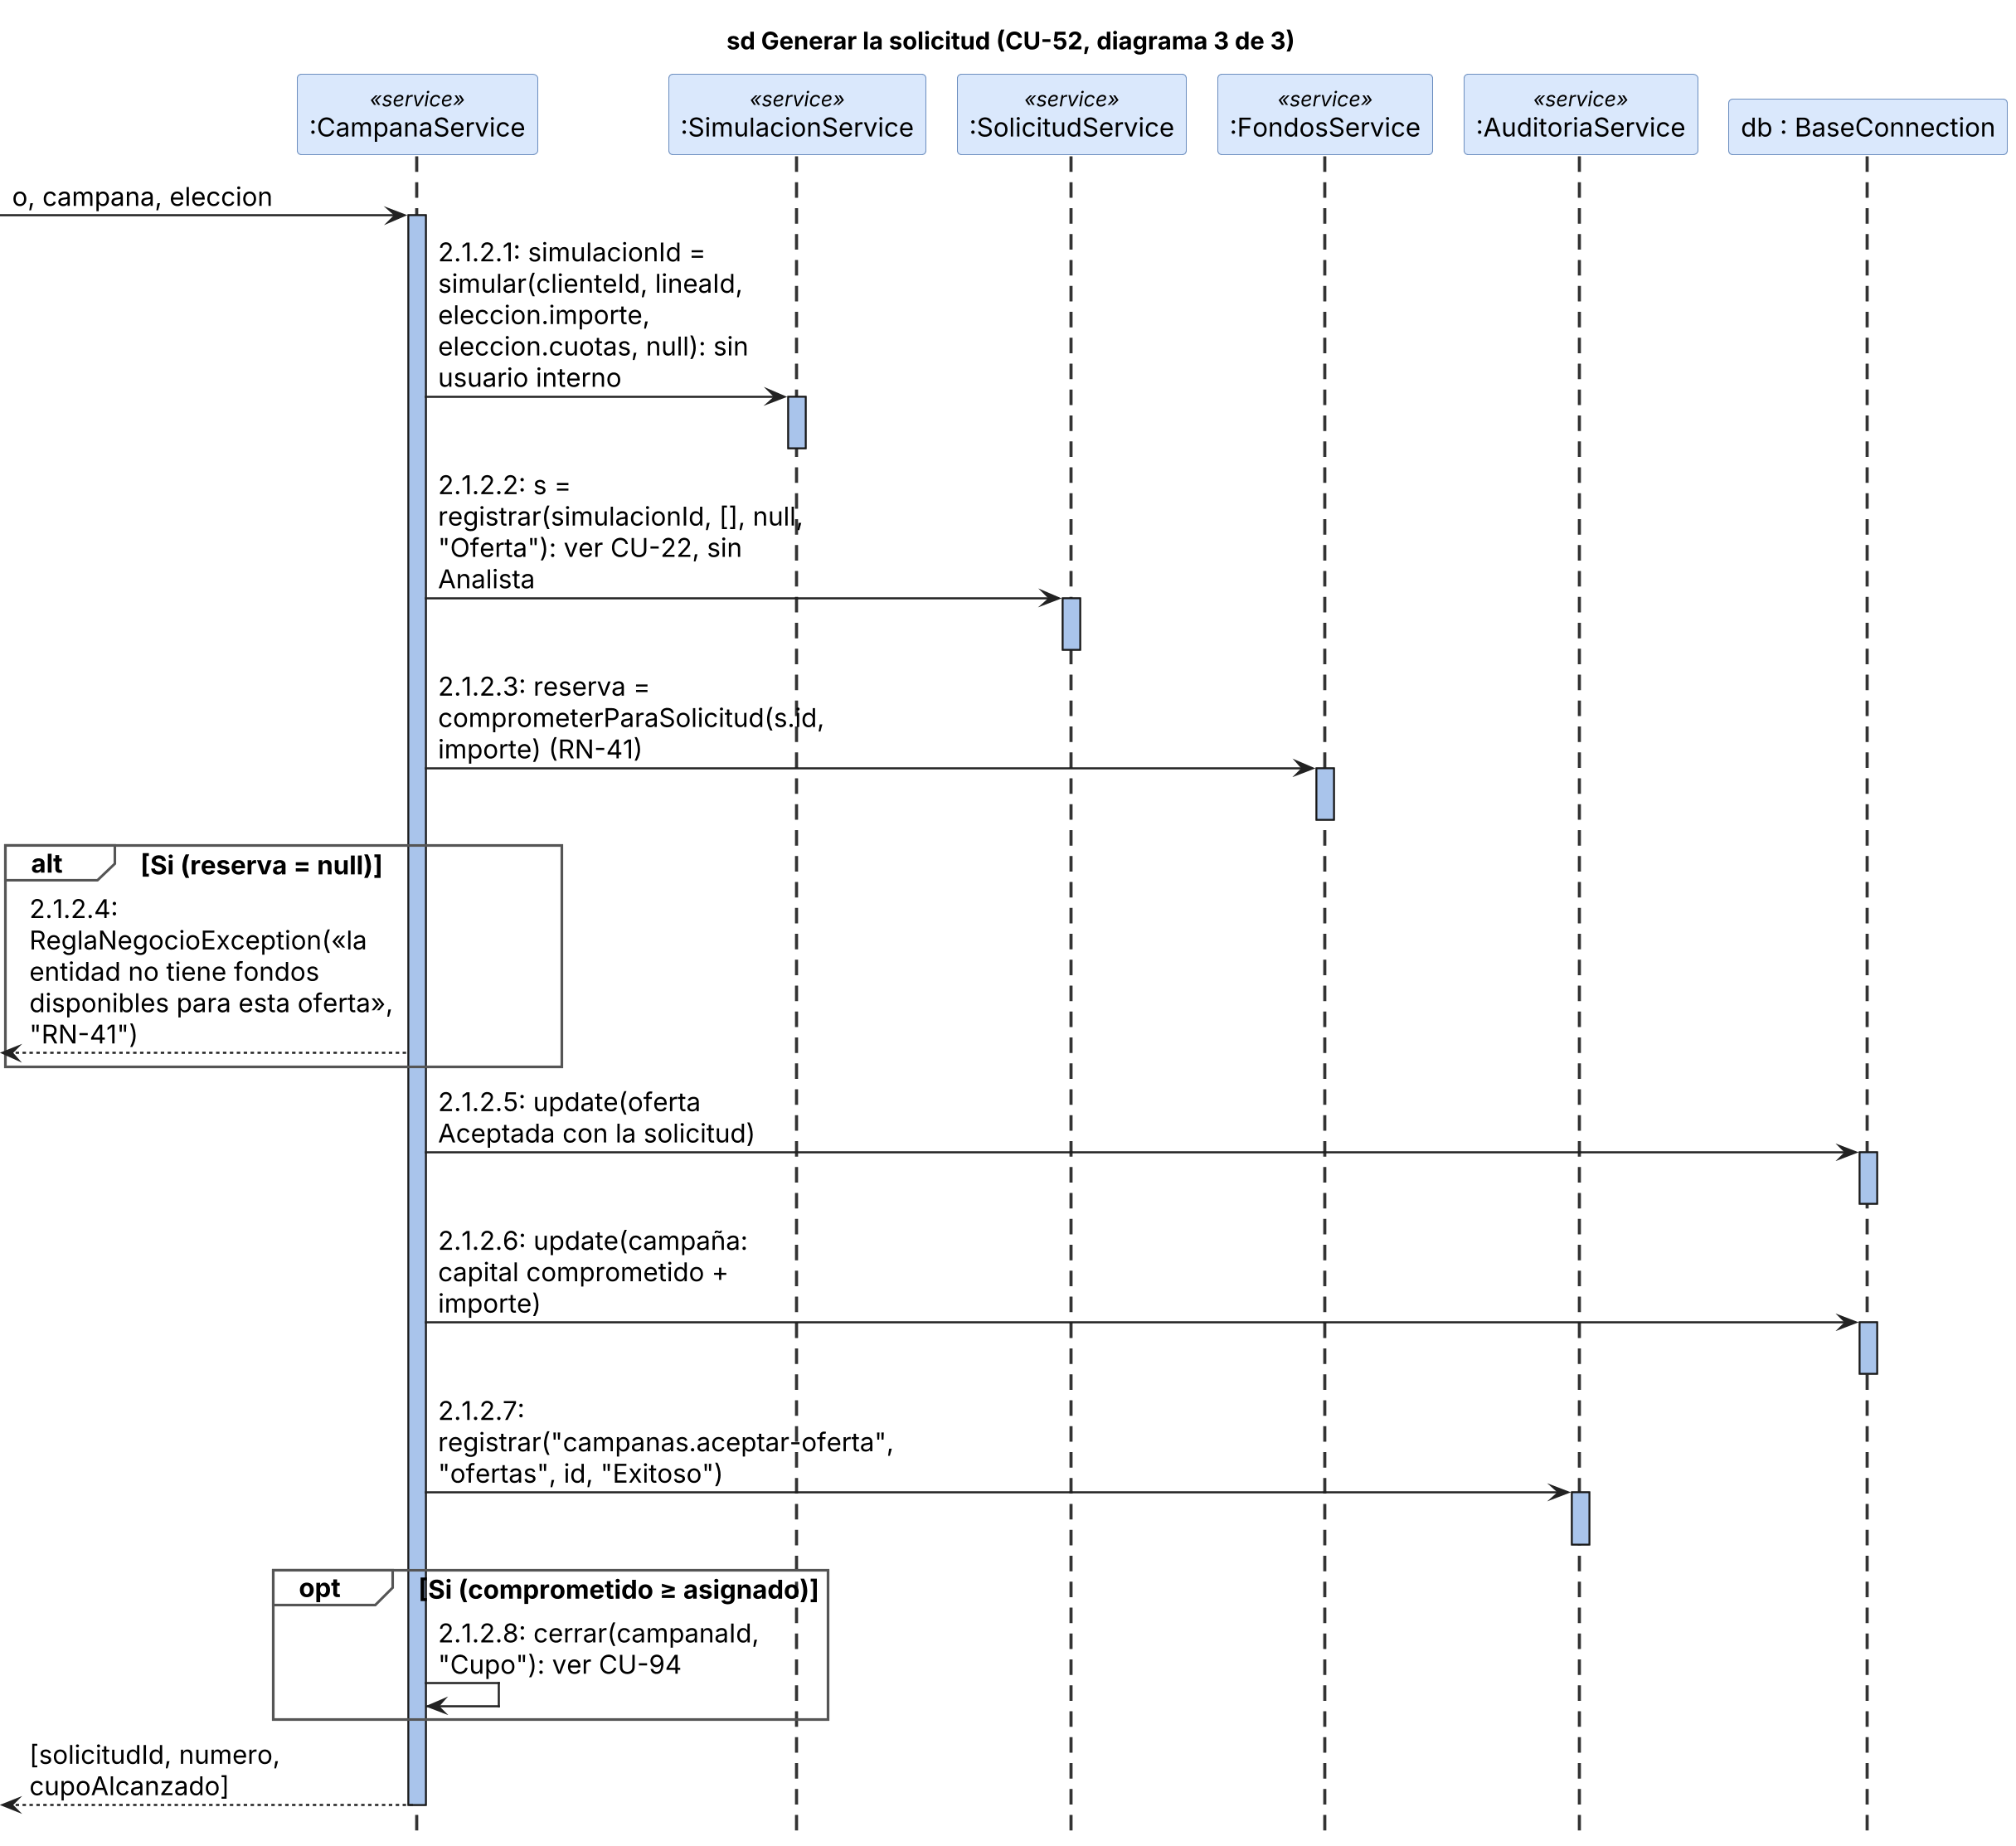 sd Generar la solicitud (CU-52, diagrama 3 de 3)
«service»
:CampanaService
«service»
:SimulacionService
«service»
:SolicitudService
«service»
:FondosService
«service»
:AuditoriaService
db : BaseConnection
o, campana, eleccion
2.1.2.1: simulacionId =
simular(clienteId, lineaId,
eleccion.importe,
eleccion.cuotas, null): sin
usuario interno
2.1.2.2: s =
registrar(simulacionId, [], null,
"Oferta"): ver CU-22, sin
Analista
2.1.2.3: reserva =
comprometerParaSolicitud(s.id,
importe) (RN-41)
alt [Si (reserva = null)]
2.1.2.4:
ReglaNegocioException(«la
entidad no tiene fondos
disponibles para esta oferta»,
"RN-41")
2.1.2.5: update(oferta
Aceptada con la solicitud)
2.1.2.6: update(campaña:
capital comprometido +
importe)
2.1.2.7:
registrar("campanas.aceptar-oferta",
"ofertas", id, "Exitoso")
opt [Si (comprometido ≥ asignado)]
2.1.2.8: cerrar(campanaId,
"Cupo"): ver CU-94
[solicitudId, numero,
cupoAlcanzado]